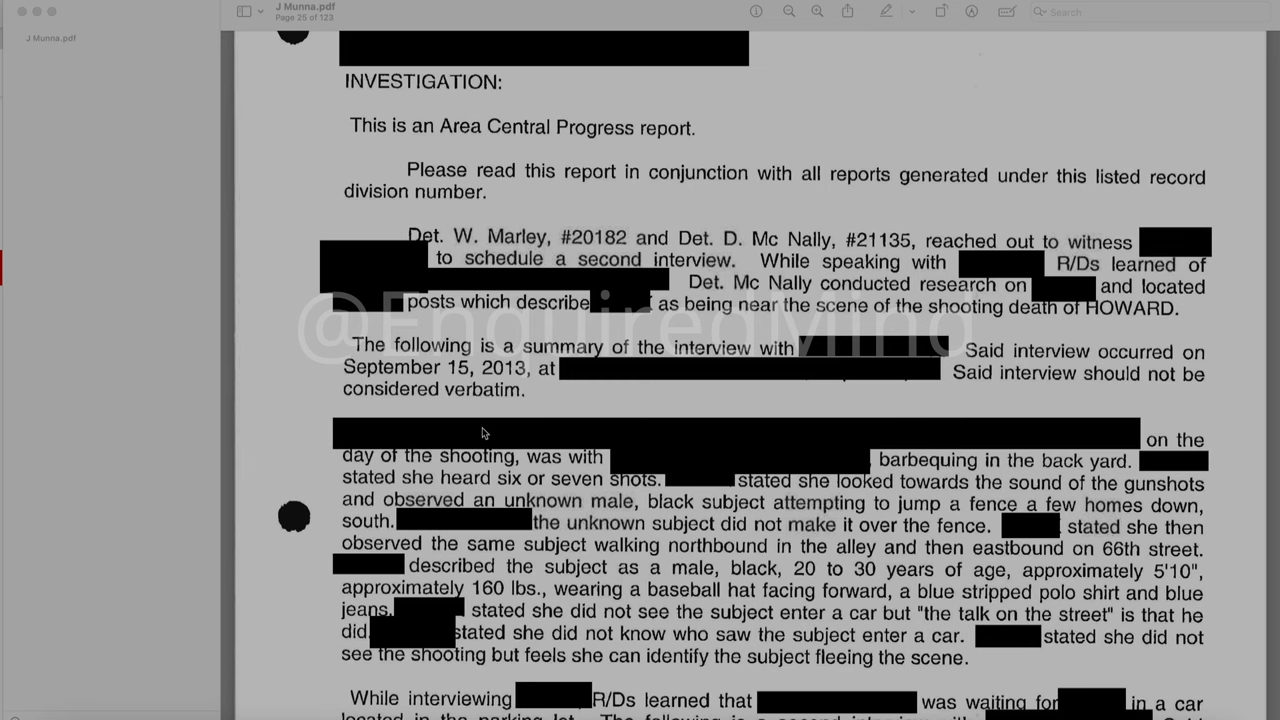 J Munna.pdf
Page 25 of 123
Search
J Munna.pdf
INVESTIGATION:
This is an Area Central Progress report.
Please read this report in conjunction with all reports generated under this listed record
division number.
Det. W. Marley, #20182 and Det. D. Mc Nally, #21135, reached out to witness
to schedule a second interview. While speaking with R/Ds learned of
Det. Mc Nally conducted research on and located
posts which describe as being near the scene of the shooting death of HOWARD.
@EnquiredMind
The following is a summary of the interview with Said interview occurred on
September 15, 2013, at Said interview should not be
considered verbatim.
on the
day of the shooting, was with , barbequing in the back yard.
stated she heard six or seven shots. stated she looked towards the sound of the gunshots
and observed an unknown male, black subject attempting to jump a fence a few homes down,
south. the unknown subject did not make it over the fence. stated she then
observed the same subject walking northbound in the alley and then eastbound on 66th street.
described the subject as a male, black, 20 to 30 years of age, approximately 5'10",
approximately 160 lbs., wearing a baseball hat facing forward, a blue stripped polo shirt and blue
jeans. stated she did not see the subject enter a car but "the talk on the street" is that he
did. stated she did not know who saw the subject enter a car. stated she did not
see the shooting but feels she can identify the subject fleeing the scene.
While interviewing R/Ds learned that was waiting for in a car